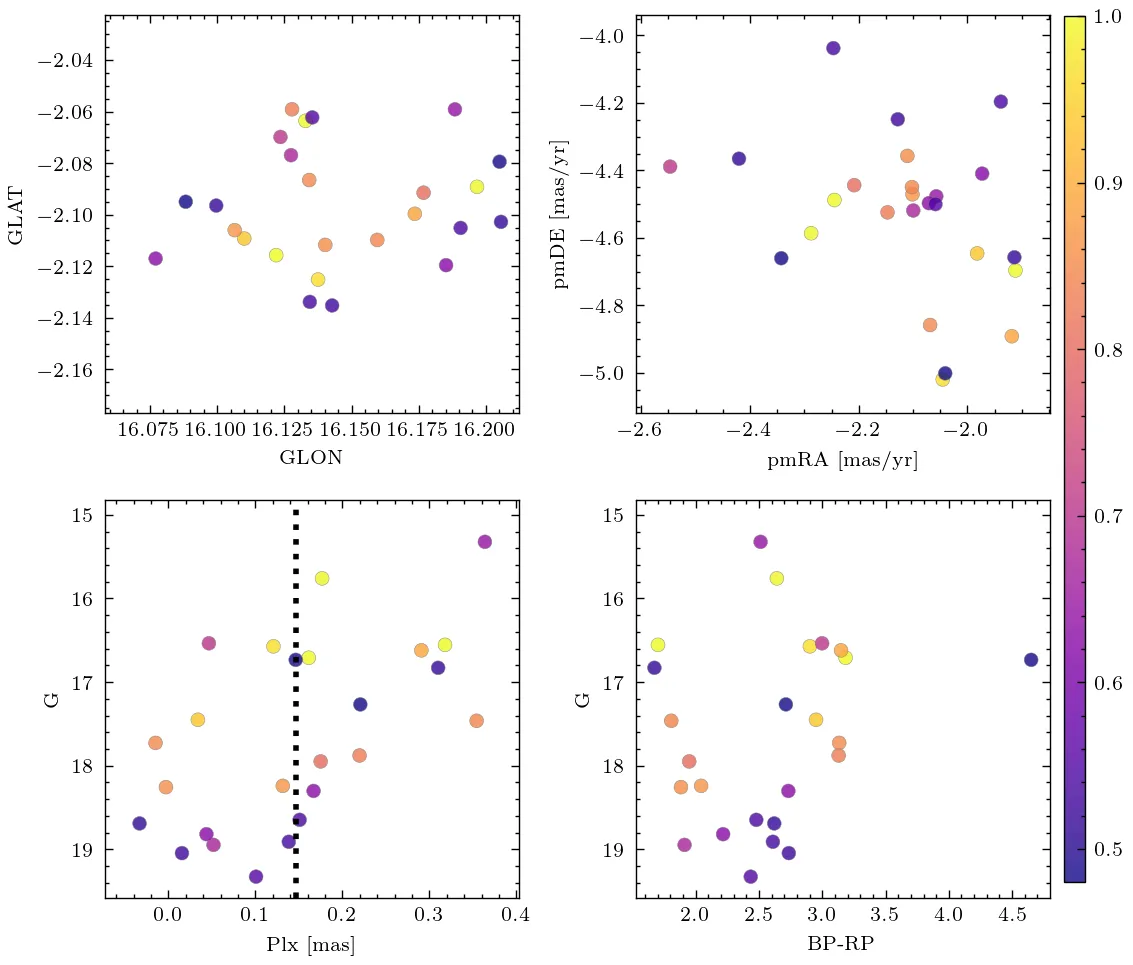 −2.04
−2.06
−2.08
−2.10
−2.12
−2.14
−2.16
GLAT
16.075 16.100 16.125 16.150 16.175 16.200
GLON
−4.0
−4.2
−4.4
−4.6
−4.8
−5.0
pmDE [mas/yr]
−2.6 −2.4 −2.2 −2.0
pmRA [mas/yr]
15
16
17
18
19
G
0.0 0.1 0.2 0.3 0.4
Plx [mas]
15
16
17
18
19
G
2.0 2.5 3.0 3.5 4.0 4.5
BP-RP
1.0
0.9
0.8
0.7
0.6
0.5